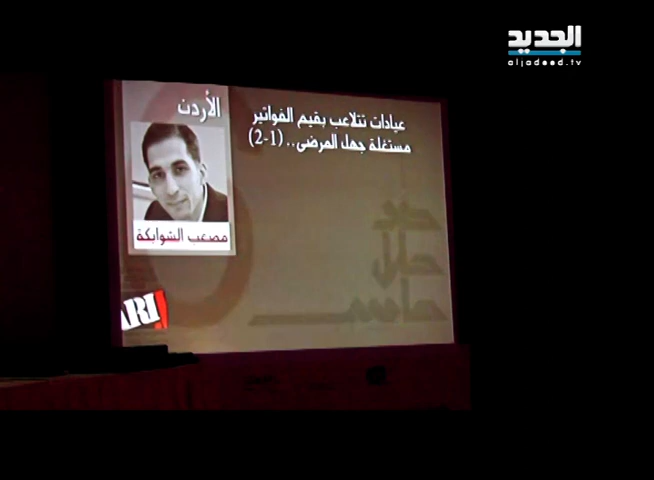 الجديد
aljadeed.tv
الأردن
عيادات تتلاعب بقيم الفواتير
مستغلة جهل المرضى.. (1-2)
مصعب الشوابكة
ARIJ